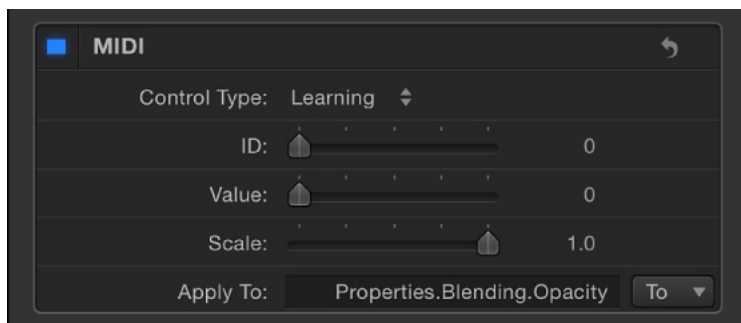 MIDI
Control Type: Learning
ID: 0
Value: 0
Scale: 1.0
Apply To: Properties.Blending.Opacity To